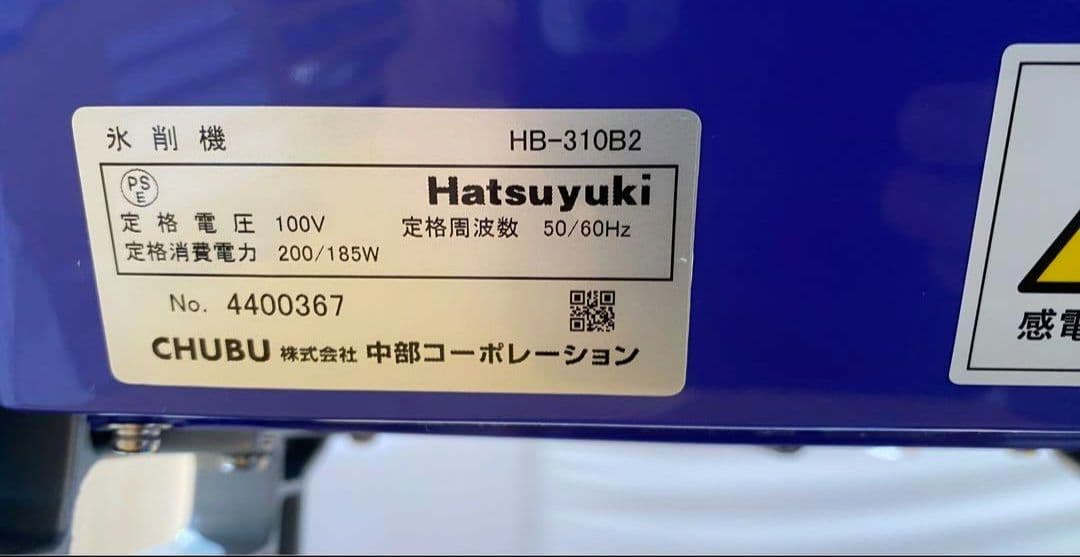 氷削機 HB-310B2
PS E
Hatsuyuki
定格電圧 100V 定格周波数 50/60Hz
定格消費電力 200/185W
No. 4400367
CHUBU 株式会社 中部コーポレーション
感電